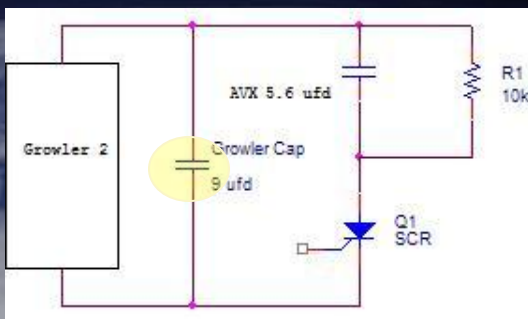 R1
10k
AVX 5.6 ufd
Growler 2
Growler Cap
9 ufd
Q1
SCR